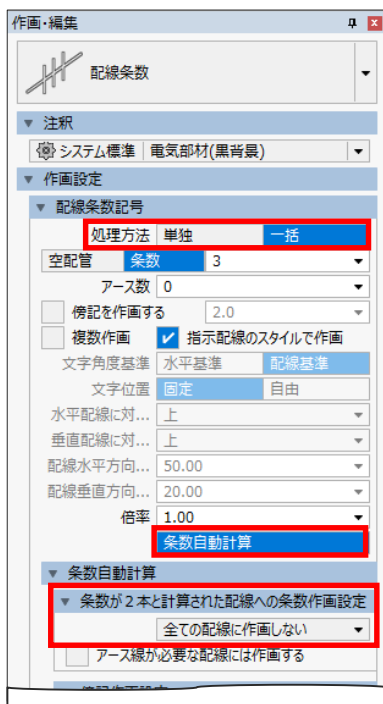 作画・編集
配線条数
注釈
システム標準 電気部材(黒背景)
作画設定
配線条数記号
処理方法 単独 一括
空配管 条数 3
アース数 0
傍記を作画する 2.0
複数作画 指示配線のスタイルで作画
文字角度基準 水平基準 配線基準
文字位置 固定 自由
水平配線に対... 上
垂直配線に対... 上
配線水平方向... 50.00
配線垂直方向... 20.00
倍率 1.00
条数自動計算
条数自動計算
条数が2本と計算された配線への条数作画設定
全ての配線に作画しない
アース線が必要な配線には作画する